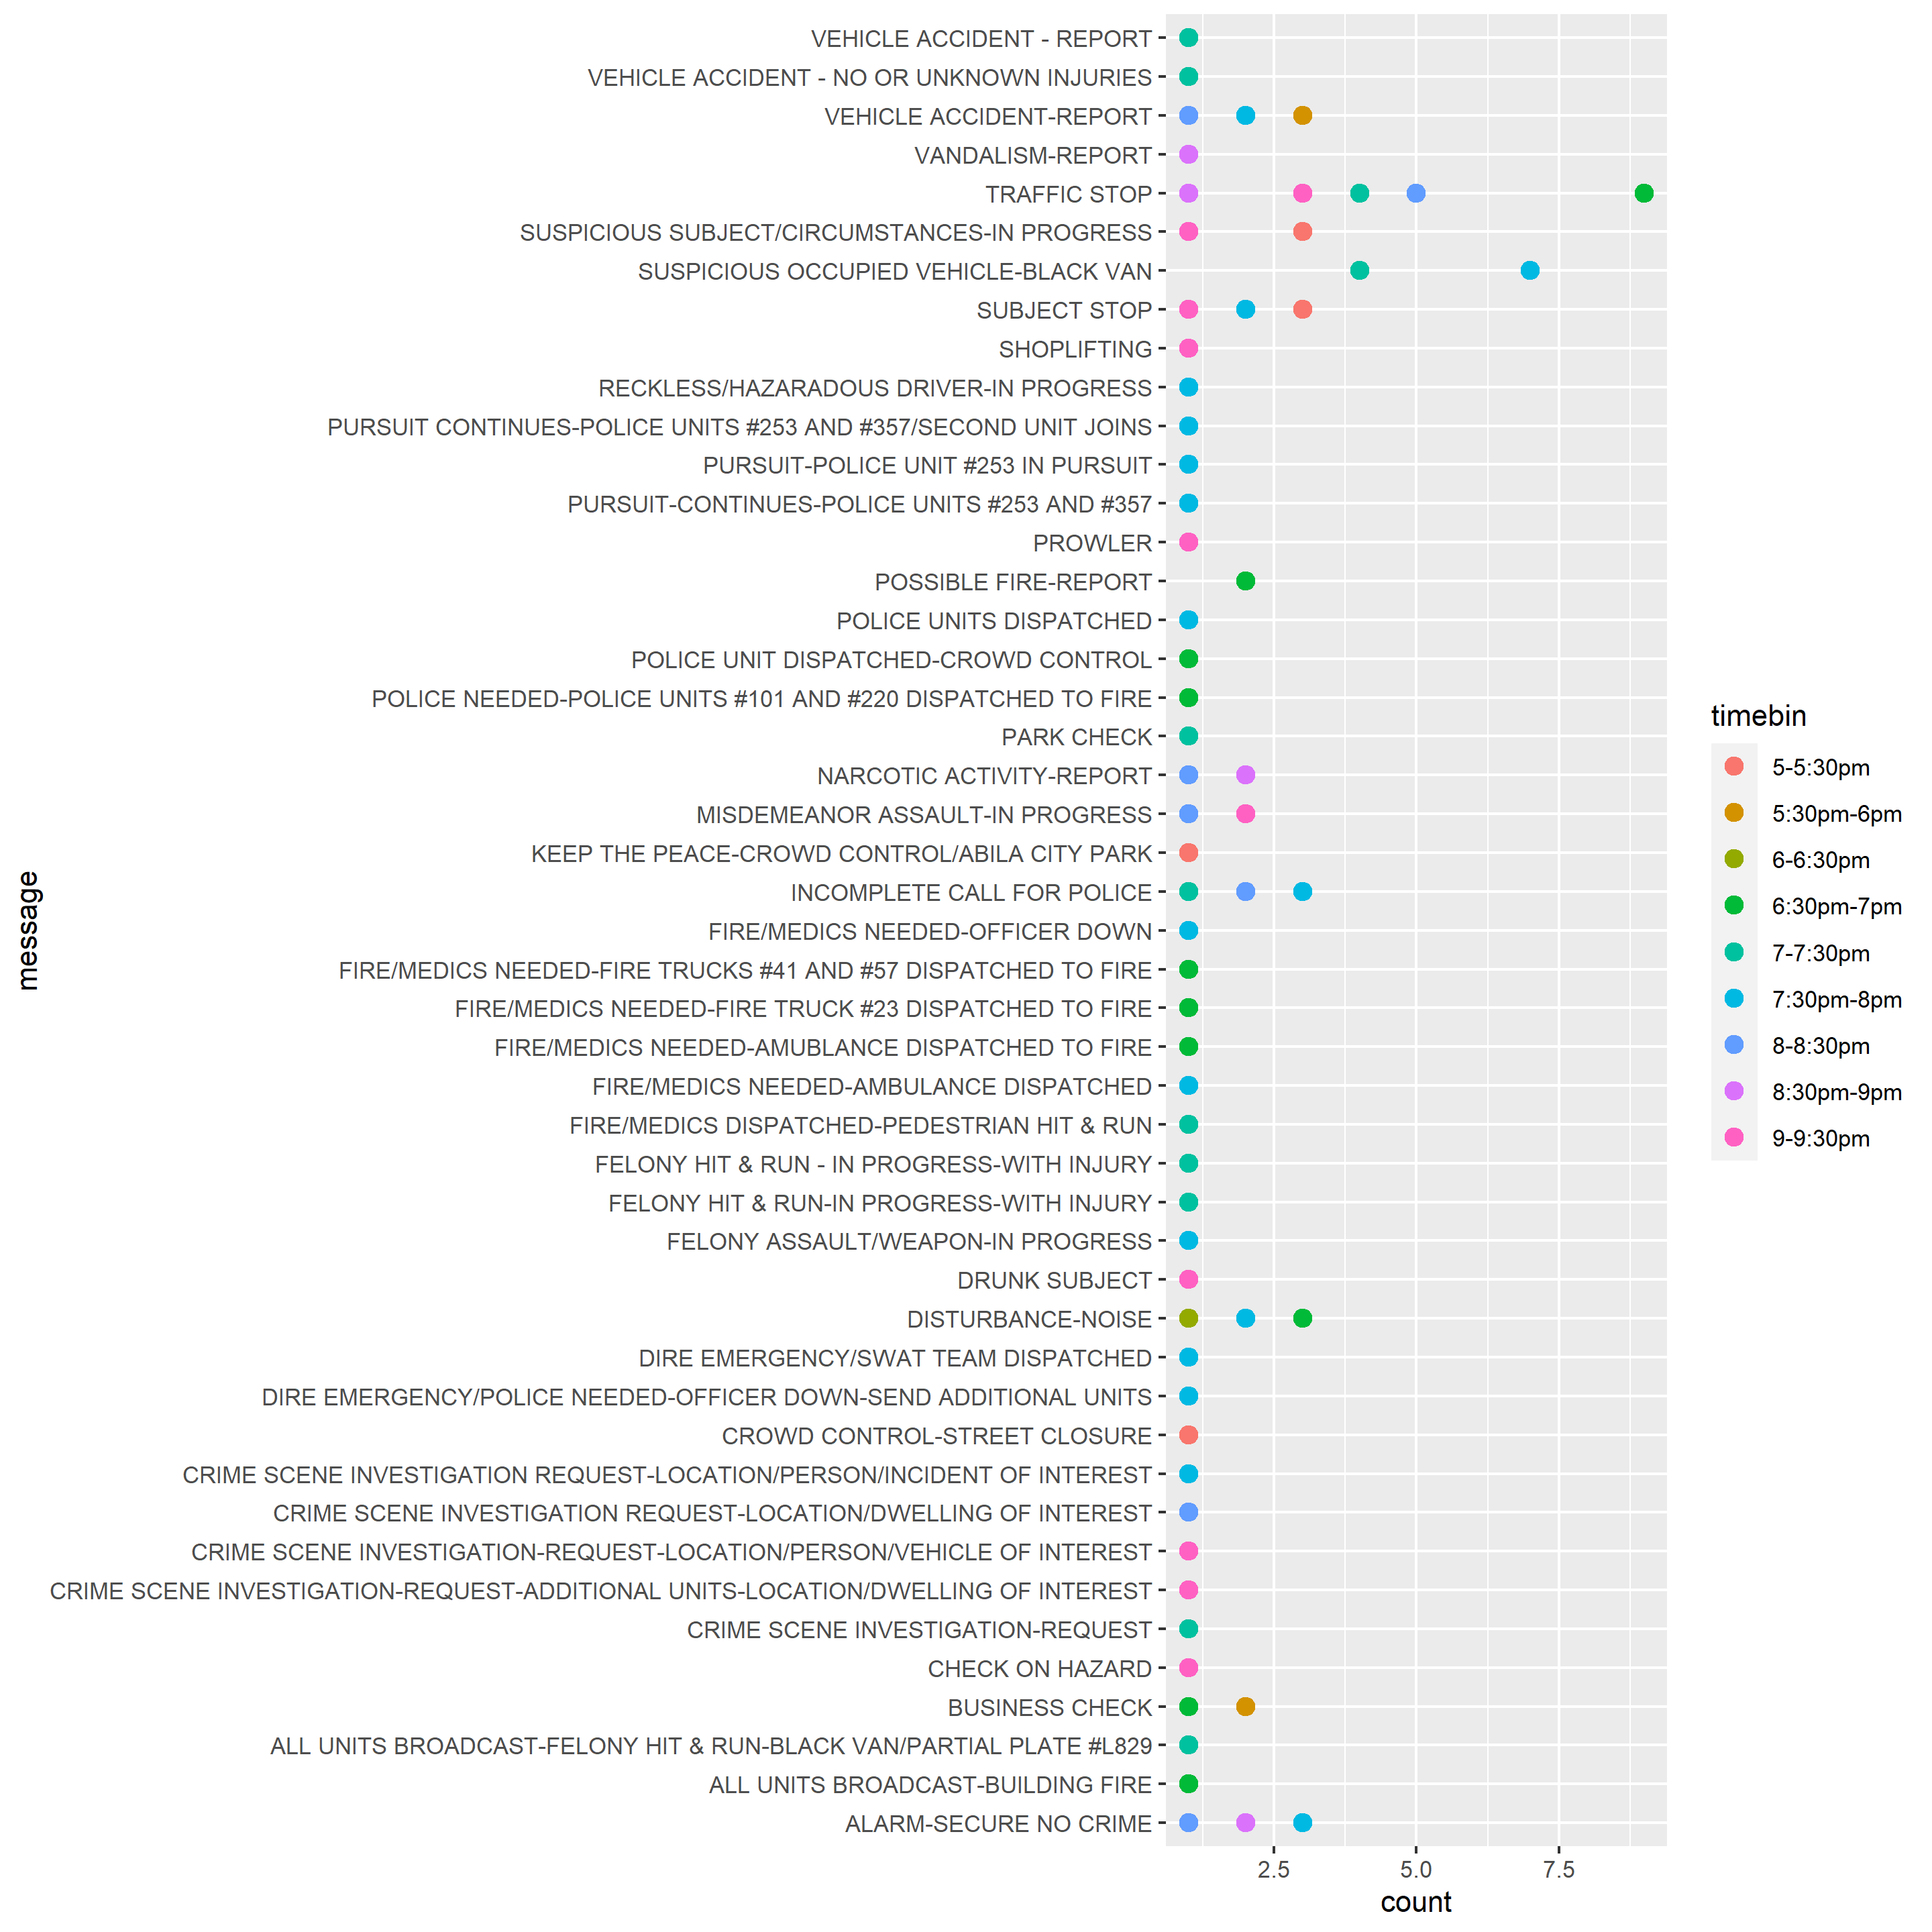 VEHICLE ACCIDENT - REPORT
VEHICLE ACCIDENT - NO OR UNKNOWN INJURIES
VEHICLE ACCIDENT-REPORT
VANDALISM-REPORT
TRAFFIC STOP
SUSPICIOUS SUBJECT/CIRCUMSTANCES-IN PROGRESS
SUSPICIOUS OCCUPIED VEHICLE-BLACK VAN
SUBJECT STOP
SHOPLIFTING
RECKLESS/HAZARADOUS DRIVER-IN PROGRESS
PURSUIT CONTINUES-POLICE UNITS #253 AND #357/SECOND UNIT JOINS
PURSUIT-POLICE UNIT #253 IN PURSUIT
PURSUIT-CONTINUES-POLICE UNITS #253 AND #357
PROWLER
POSSIBLE FIRE-REPORT
POLICE UNITS DISPATCHED
POLICE UNIT DISPATCHED-CROWD CONTROL
POLICE NEEDED-POLICE UNITS #101 AND #220 DISPATCHED TO FIRE
PARK CHECK
NARCOTIC ACTIVITY-REPORT
MISDEMEANOR ASSAULT-IN PROGRESS
KEEP THE PEACE-CROWD CONTROL/ABILA CITY PARK
INCOMPLETE CALL FOR POLICE
FIRE/MEDICS NEEDED-OFFICER DOWN
FIRE/MEDICS NEEDED-FIRE TRUCKS #41 AND #57 DISPATCHED TO FIRE
FIRE/MEDICS NEEDED-FIRE TRUCK #23 DISPATCHED TO FIRE
FIRE/MEDICS NEEDED-AMUBLANCE DISPATCHED TO FIRE
FIRE/MEDICS NEEDED-AMBULANCE DISPATCHED
FIRE/MEDICS DISPATCHED-PEDESTRIAN HIT & RUN
FELONY HIT & RUN - IN PROGRESS-WITH INJURY
FELONY HIT & RUN-IN PROGRESS-WITH INJURY
FELONY ASSAULT/WEAPON-IN PROGRESS
DRUNK SUBJECT
DISTURBANCE-NOISE
DIRE EMERGENCY/SWAT TEAM DISPATCHED
DIRE EMERGENCY/POLICE NEEDED-OFFICER DOWN-SEND ADDITIONAL UNITS
CROWD CONTROL-STREET CLOSURE
CRIME SCENE INVESTIGATION REQUEST-LOCATION/PERSON/INCIDENT OF INTEREST
CRIME SCENE INVESTIGATION REQUEST-LOCATION/DWELLING OF INTEREST
CRIME SCENE INVESTIGATION-REQUEST-LOCATION/PERSON/VEHICLE OF INTEREST
CRIME SCENE INVESTIGATION-REQUEST-ADDITIONAL UNITS-LOCATION/DWELLING OF INTEREST
CRIME SCENE INVESTIGATION-REQUEST
CHECK ON HAZARD
BUSINESS CHECK
ALL UNITS BROADCAST-FELONY HIT & RUN-BLACK VAN/PARTIAL PLATE #L829
ALL UNITS BROADCAST-BUILDING FIRE
ALARM-SECURE NO CRIME
message
2.5 5.0 7.5
count
timebin
5-5:30pm
5:30pm-6pm
6-6:30pm
6:30pm-7pm
7-7:30pm
7:30pm-8pm
8-8:30pm
8:30pm-9pm
9-9:30pm